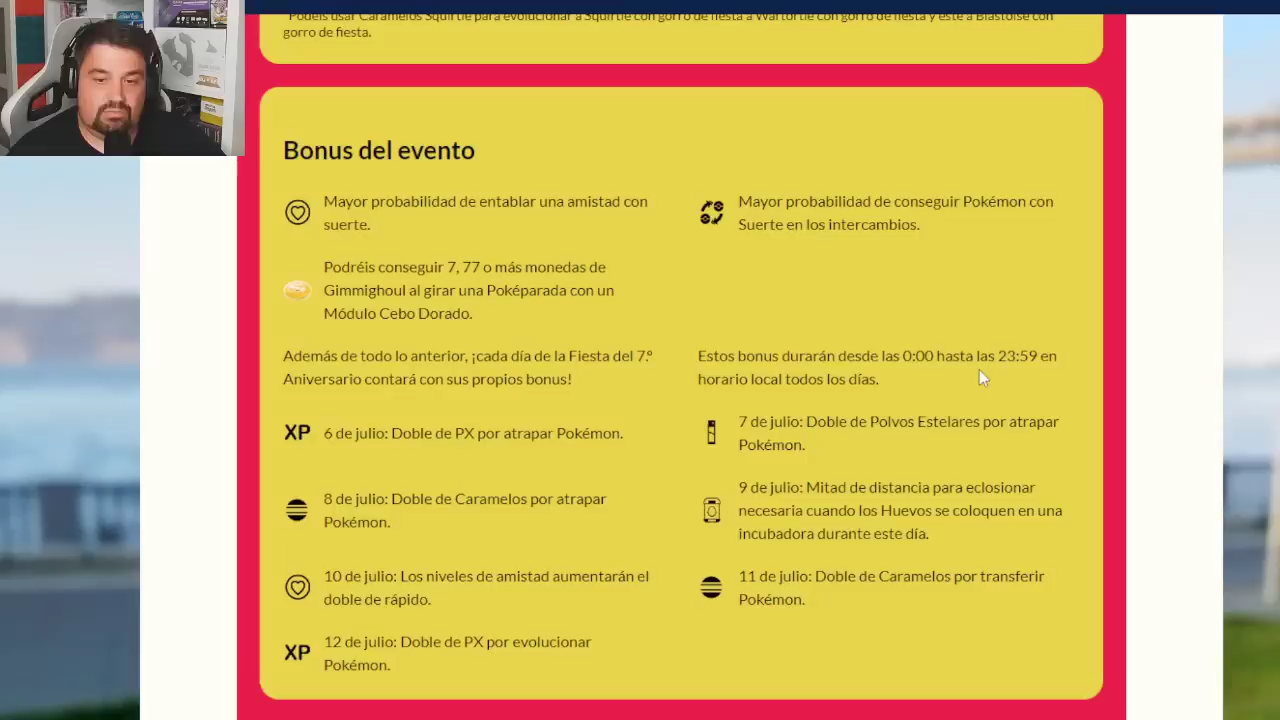 *Podéis usar Caramelos Squirtle para evolucionar a Squirtle con gorro de fiesta a Wartortle con gorro de fiesta y este a Blastoise con
gorro de fiesta.
Bonus del evento
Mayor probabilidad de entablar una amistad con
suerte.
Mayor probabilidad de conseguir Pokémon con
Suerte en los intercambios.
Podréis conseguir 7, 77 o más monedas de
Gimmighoul al girar una Poképarada con un
Módulo Cebo Dorado.
Además de todo lo anterior, ¡cada día de la Fiesta del 7.º
Aniversario contará con sus propios bonus!
Estos bonus durarán desde las 0:00 hasta las 23:59 en
horario local todos los días.
XP 6 de julio: Doble de PX por atrapar Pokémon.
7 de julio: Doble de Polvos Estelares por atrapar
Pokémon.
8 de julio: Doble de Caramelos por atrapar
Pokémon.
9 de julio: Mitad de distancia para eclosionar
necesaria cuando los Huevos se coloquen en una
incubadora durante este día.
10 de julio: Los niveles de amistad aumentarán el
doble de rápido.
11 de julio: Doble de Caramelos por transferir
Pokémon.
XP 12 de julio: Doble de PX por evolucionar
Pokémon.